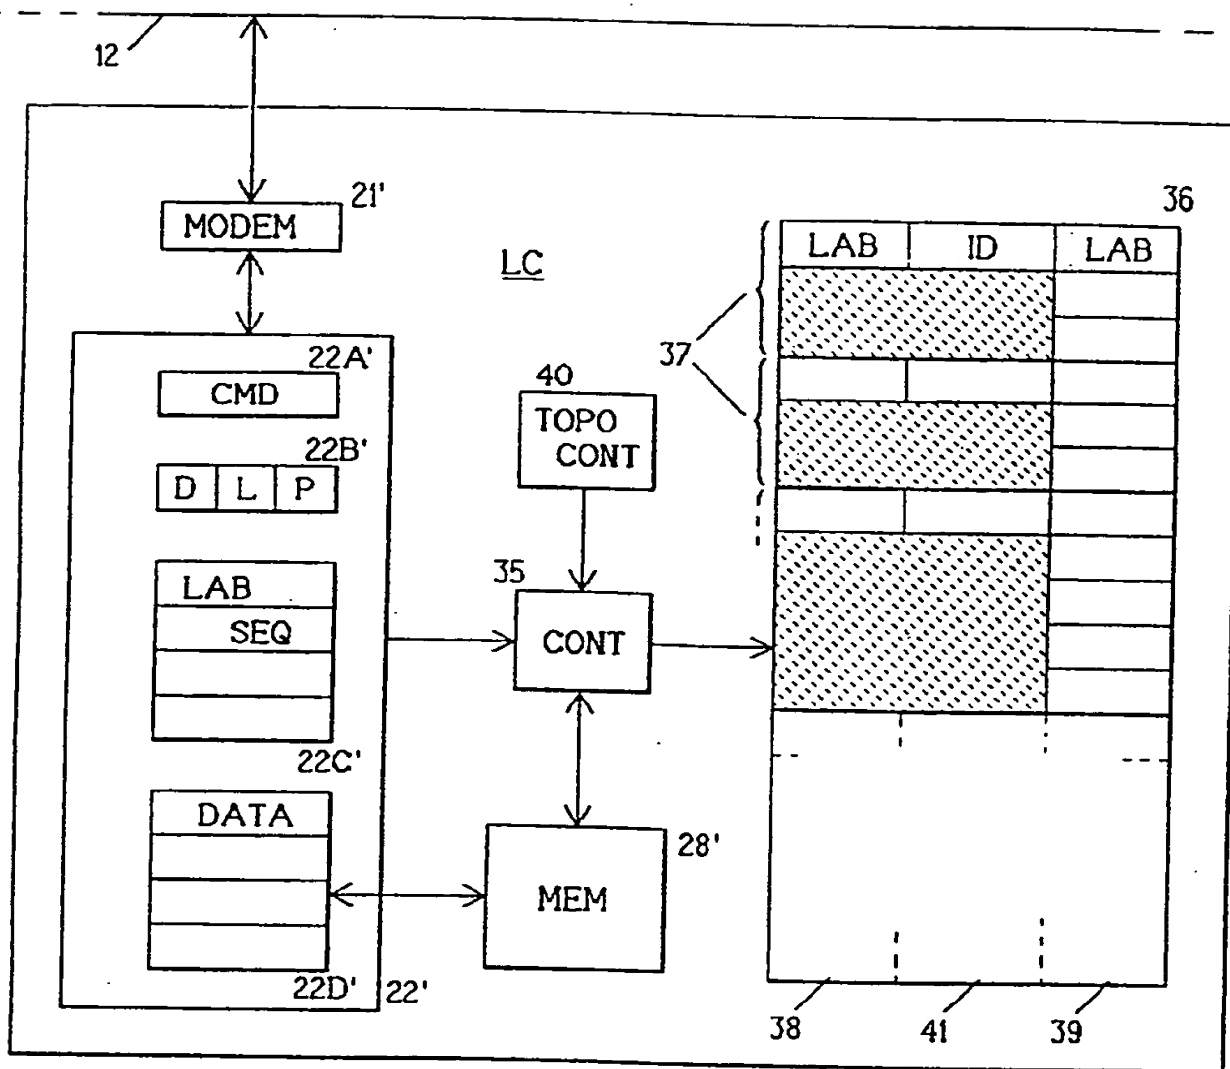 12
21'
MODEM
36
LAB ID LAB
LC
37
22A'
CMD
40
TOPO
CONT
22B'
D L P
35
CONT
LAB
SEQ
22C'
DATA
28'
MEM
22D' 22'
38 41 39